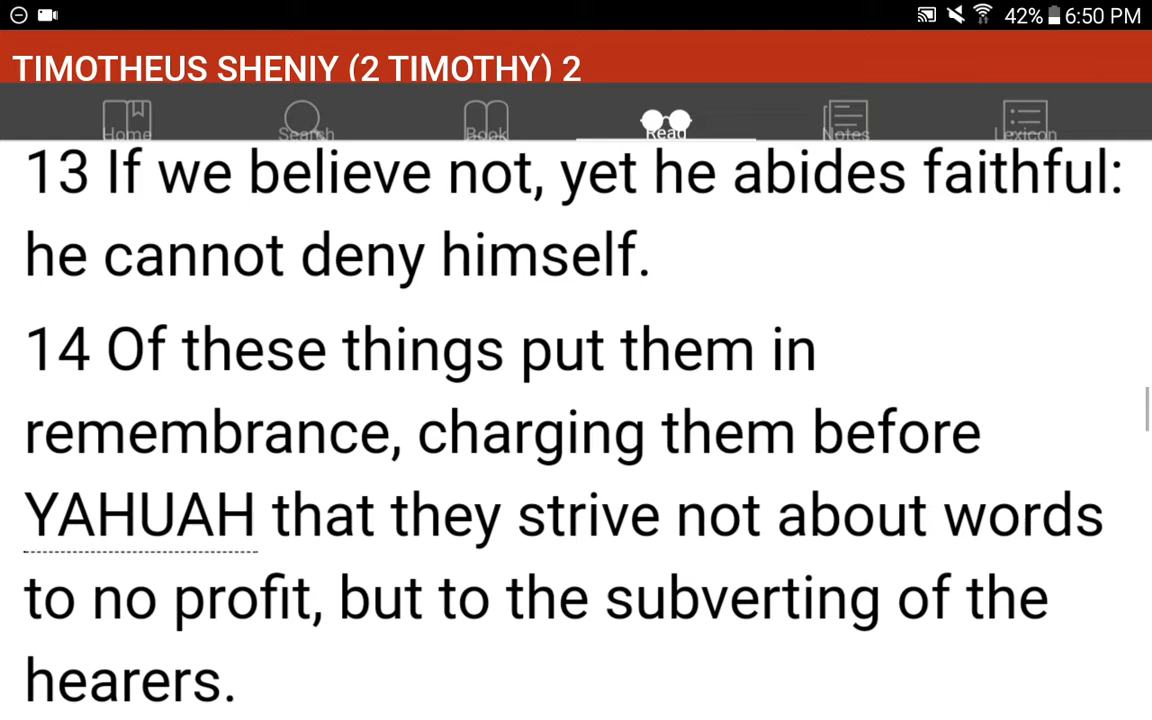 42% 6:50 PM
TIMOTHEUS SHENIY (2 TIMOTHY) 2
Home Search Book Read Notes Lexicon
13 If we believe not, yet he abides faithful:
he cannot deny himself.
14 Of these things put them in
remembrance, charging them before
YAHUAH that they strive not about words
to no profit, but to the subverting of the
hearers.